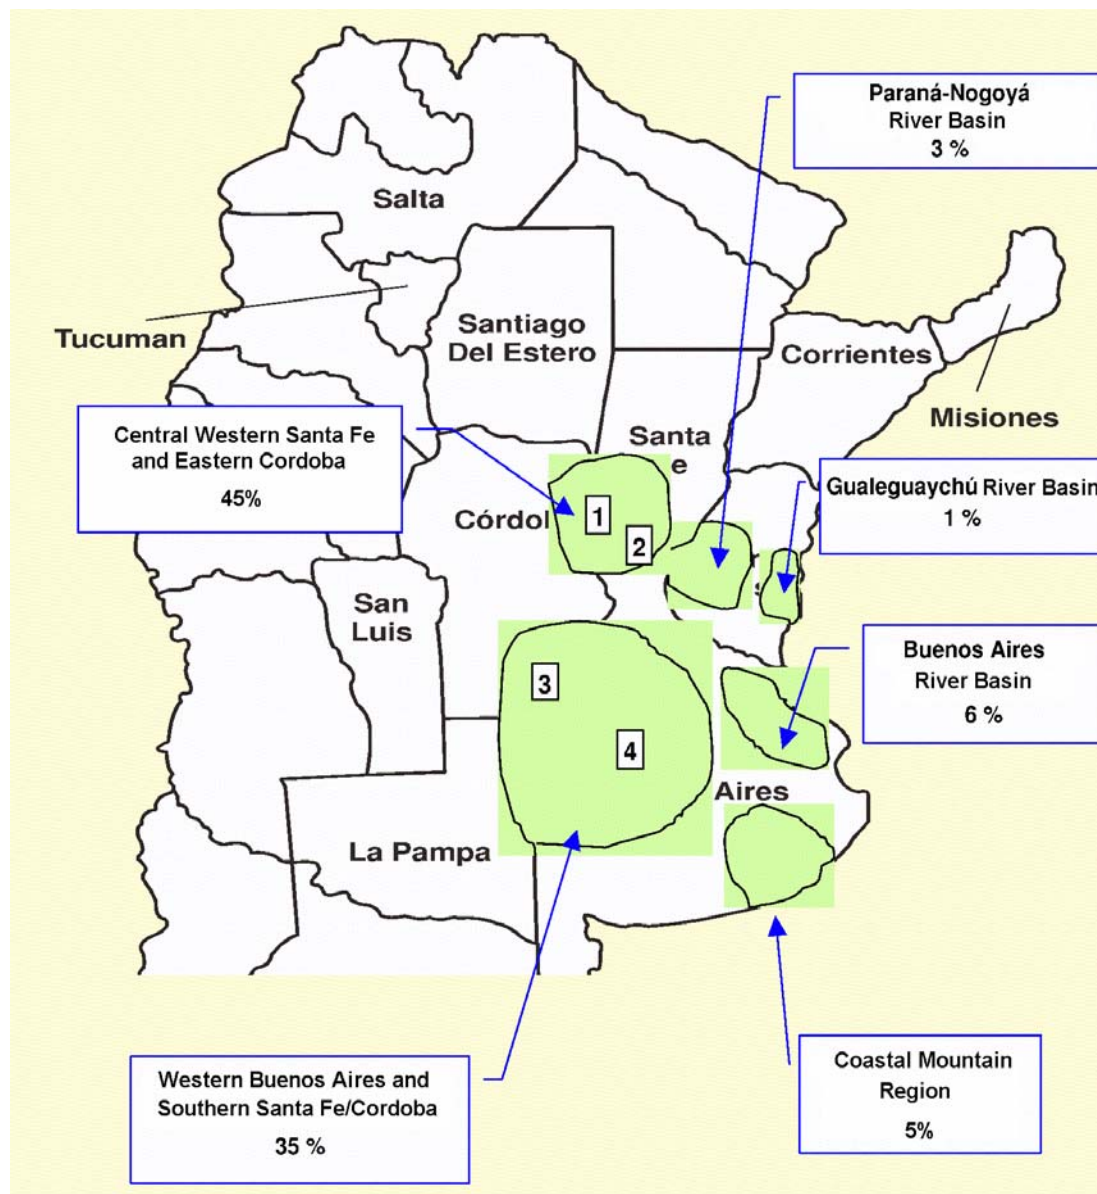 Paraná-Nogoyá
River Basin
3 %
Salta
Tucuman
Santiago
Del Estero
Corrientes
Misiones
Central Western Santa Fe
and Eastern Cordoba
45%
Santa
e
Gualeguaychú River Basin
1 %
Córdol
1
2
s
San
Luis
Buenos Aires
River Basin
6 %
3
4
Aires
La Pampa
Western Buenos Aires and
Southern Santa Fe/Cordoba
35 %
Coastal Mountain
Region
5%